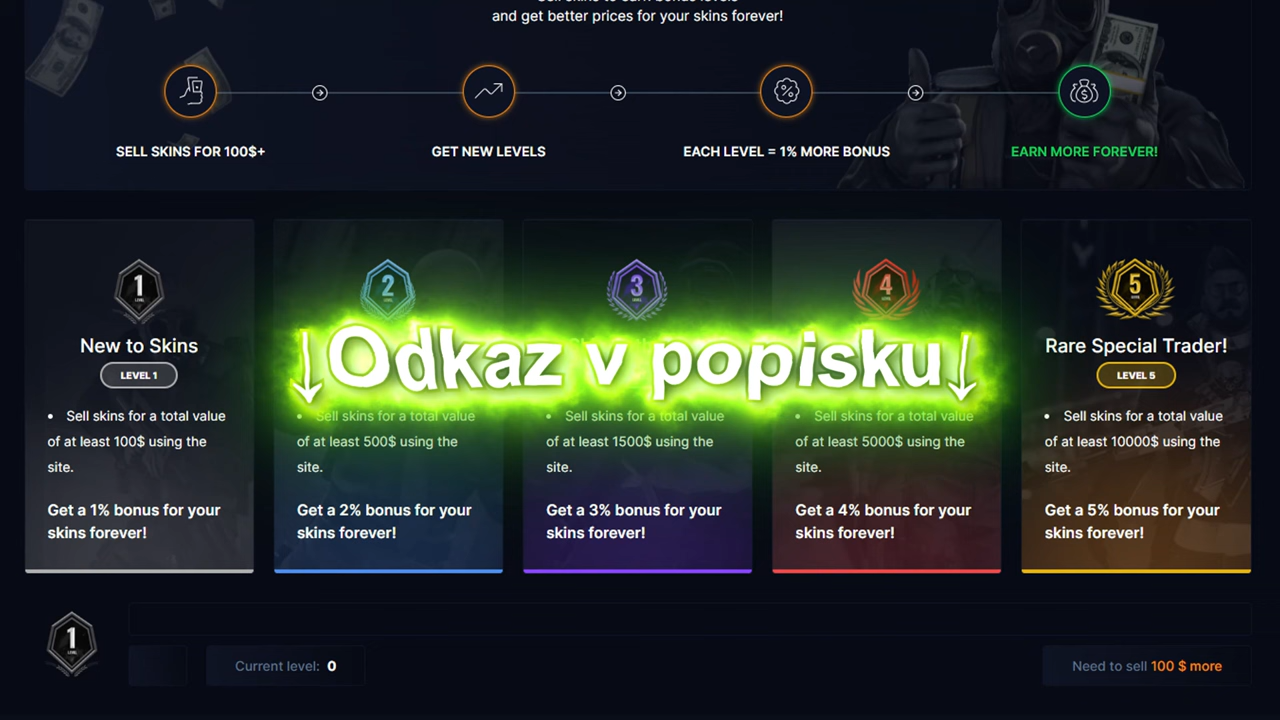 and get better prices for your skins forever!
SELL SKINS FOR 100$+
GET NEW LEVELS
EACH LEVEL = 1% MORE BONUS
EARN MORE FOREVER!
1
LEVEL
New to Skins
LEVEL 1
• Sell skins for a total value
of at least 100$ using the
site.
Get a 1% bonus for your
skins forever!
2
LEVEL
• Sell skins for a total value
of at least 500$ using the
site.
Get a 2% bonus for your
skins forever!
3
LEVEL
• Sell skins for a total value
of at least 1500$ using the
site.
Get a 3% bonus for your
skins forever!
4
LEVEL
• Sell skins for a total value
of at least 5000$ using the
site.
Get a 4% bonus for your
skins forever!
5
LEVEL
Rare Special Trader!
LEVEL 5
• Sell skins for a total value
of at least 10000$ using the
site.
Get a 5% bonus for your
skins forever!
↓Odkaz v popisku↓
1
LEVEL
Current level: 0
Need to sell 100 $ more